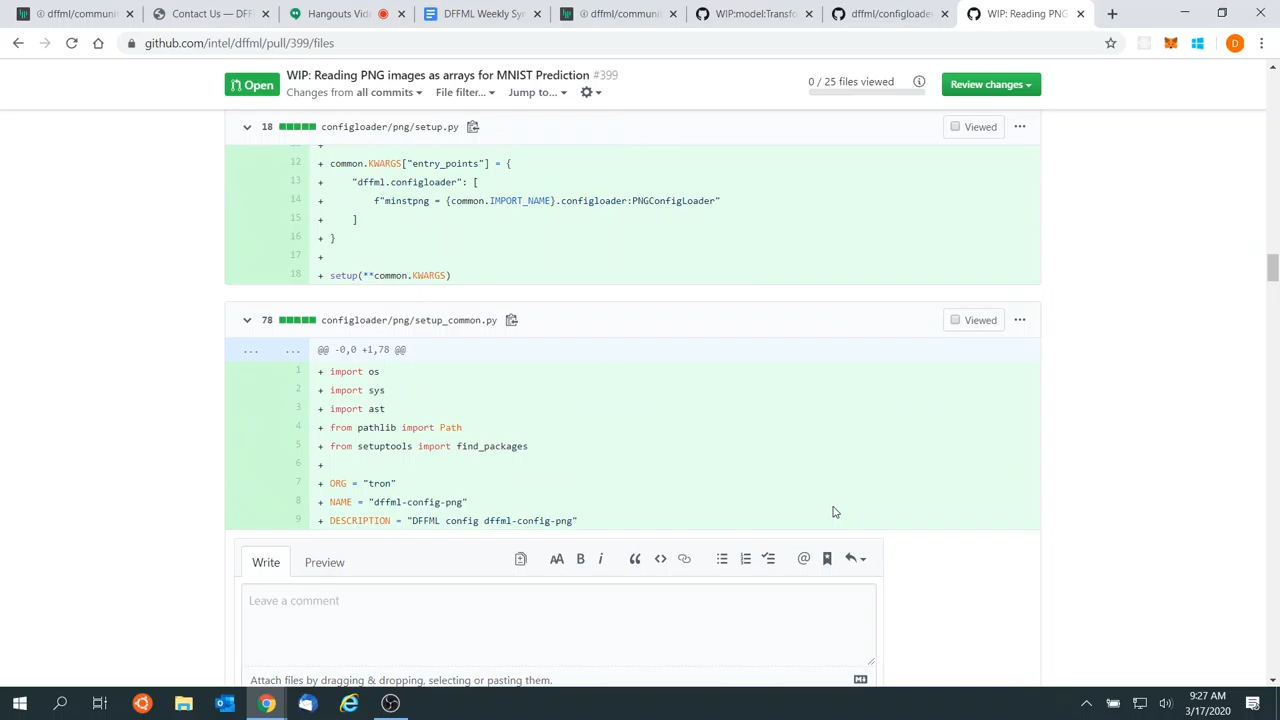 dffml/communit
Contact Us — DFF
Hangouts Vide
DFFML Weekly Syn
dffml/communit
WIP:model:Transfo
dffml/configloade
WIP: Reading PNG
github.com/intel/dffml/pull/399/files
D
Open
WIP: Reading PNG images as arrays for MNIST Prediction #399
Changes from all commits
File filter...
Jump to...
0 / 25 files viewed
Review changes
18
configloader/png/setup.py
Viewed
12 + common.KWARGS["entry_points"] = {
13 + "dffml.configloader": [
14 + f"minstpng = {common.IMPORT_NAME}.configloader:PNGConfigLoader"
15 + ]
16 + }
17 +
18 + setup(**common.KWARGS)
78
configloader/png/setup_common.py
Viewed
... ... @@ -0,0 +1,78 @@
1 + import os
2 + import sys
3 + import ast
4 + from pathlib import Path
5 + from setuptools import find_packages
6 +
7 + ORG = "tron"
8 + NAME = "dffml-config-png"
9 + DESCRIPTION = "DFFML config dffml-config-png"
Write
Preview
AA B i
Leave a comment
Attach files by dragging & dropping, selecting or pasting them.
9:27 AM
3/17/2020